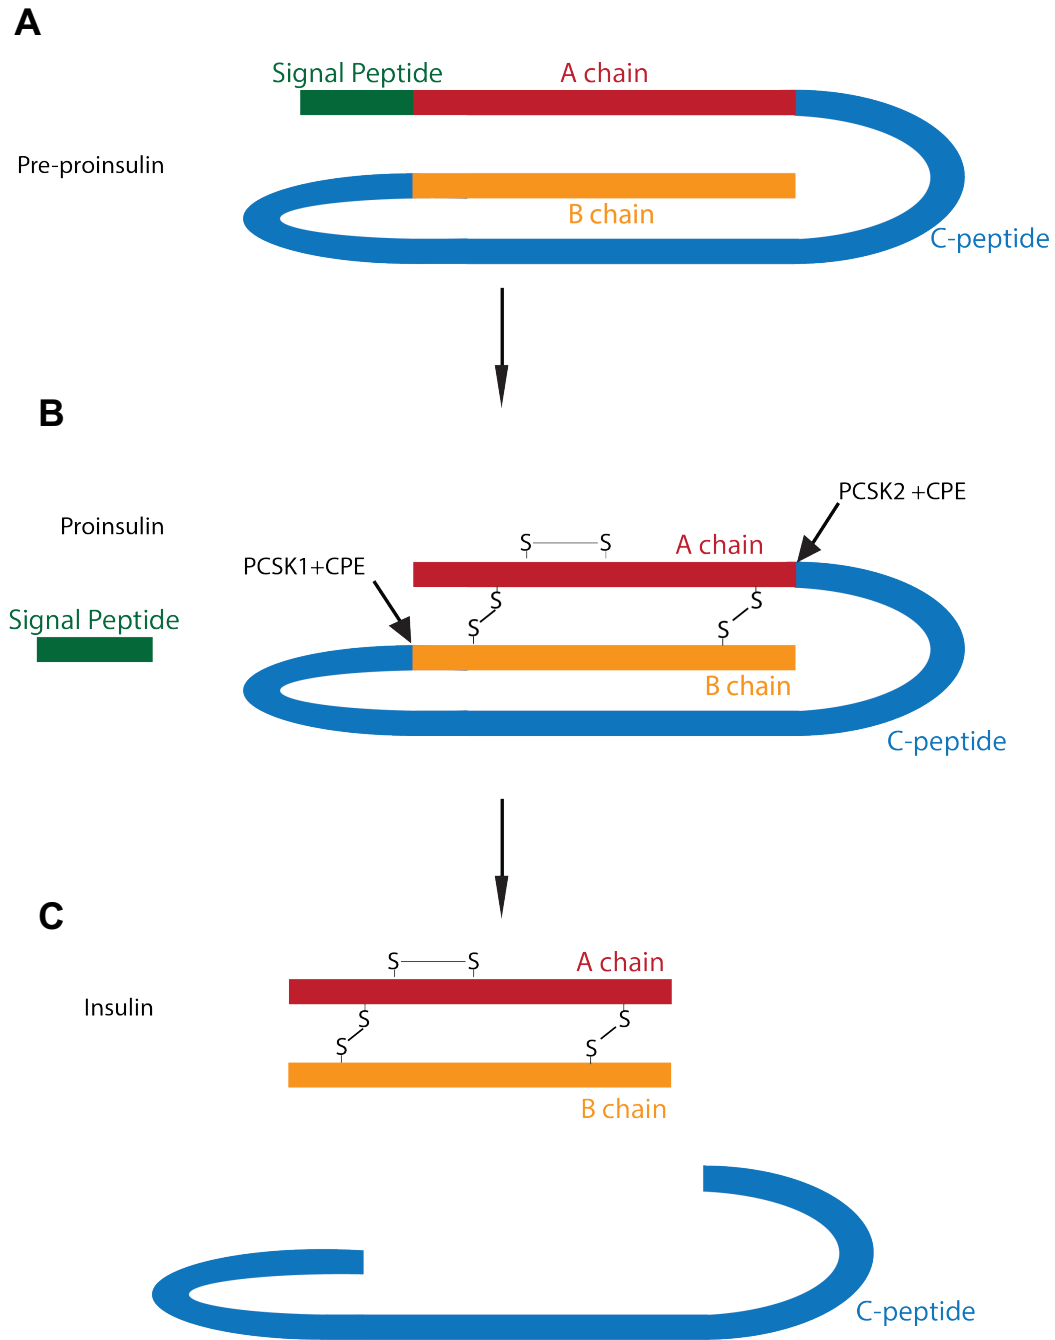 A
Signal Peptide
A chain
Pre-proinsulin
B chain
C-peptide
B
PCSK2 +CPE
Proinsulin
S S
A chain
PCSK1+CPE
S S
Signal Peptide
S S
B chain
C-peptide
C
S S
A chain
Insulin
S S
S S
B chain
C-peptide